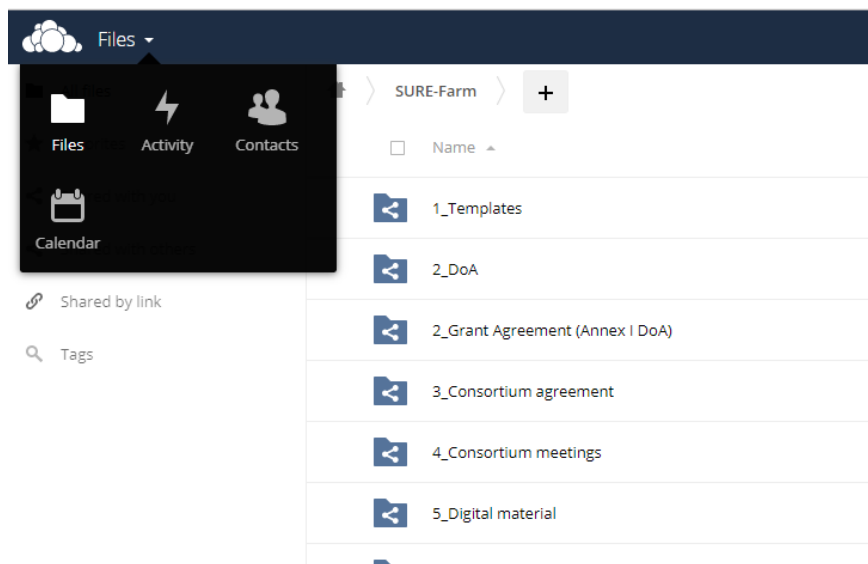 Files
SURE-Farm
+
Files
Activity
Contacts
Name
1_Templates
Calendar
2_DoA
Shared by link
2_Grant Agreement (Annex I DoA)
Tags
3_Consortium agreement
4_Consortium meetings
5_Digital material